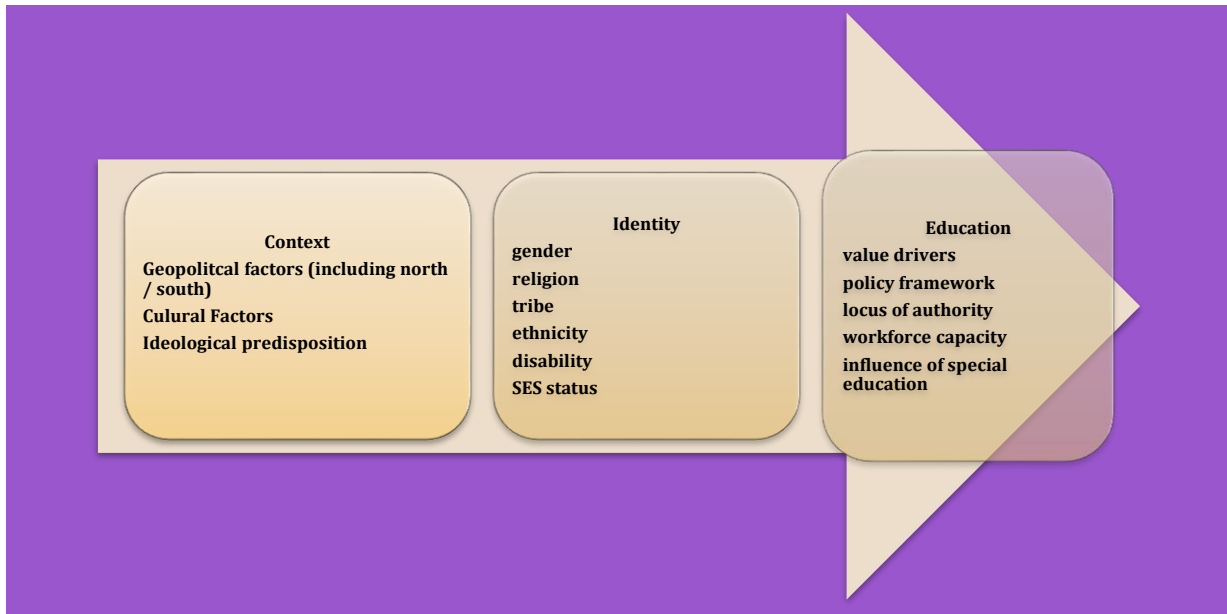 Context
Geopolitcal factors (including north
/ south)
Culural Factors
Ideological predisposition
Identity
gender
religion
tribe
ethnicity
disability
SES status
Education
value drivers
policy framework
locus of authority
workforce capacity
influence of special
education